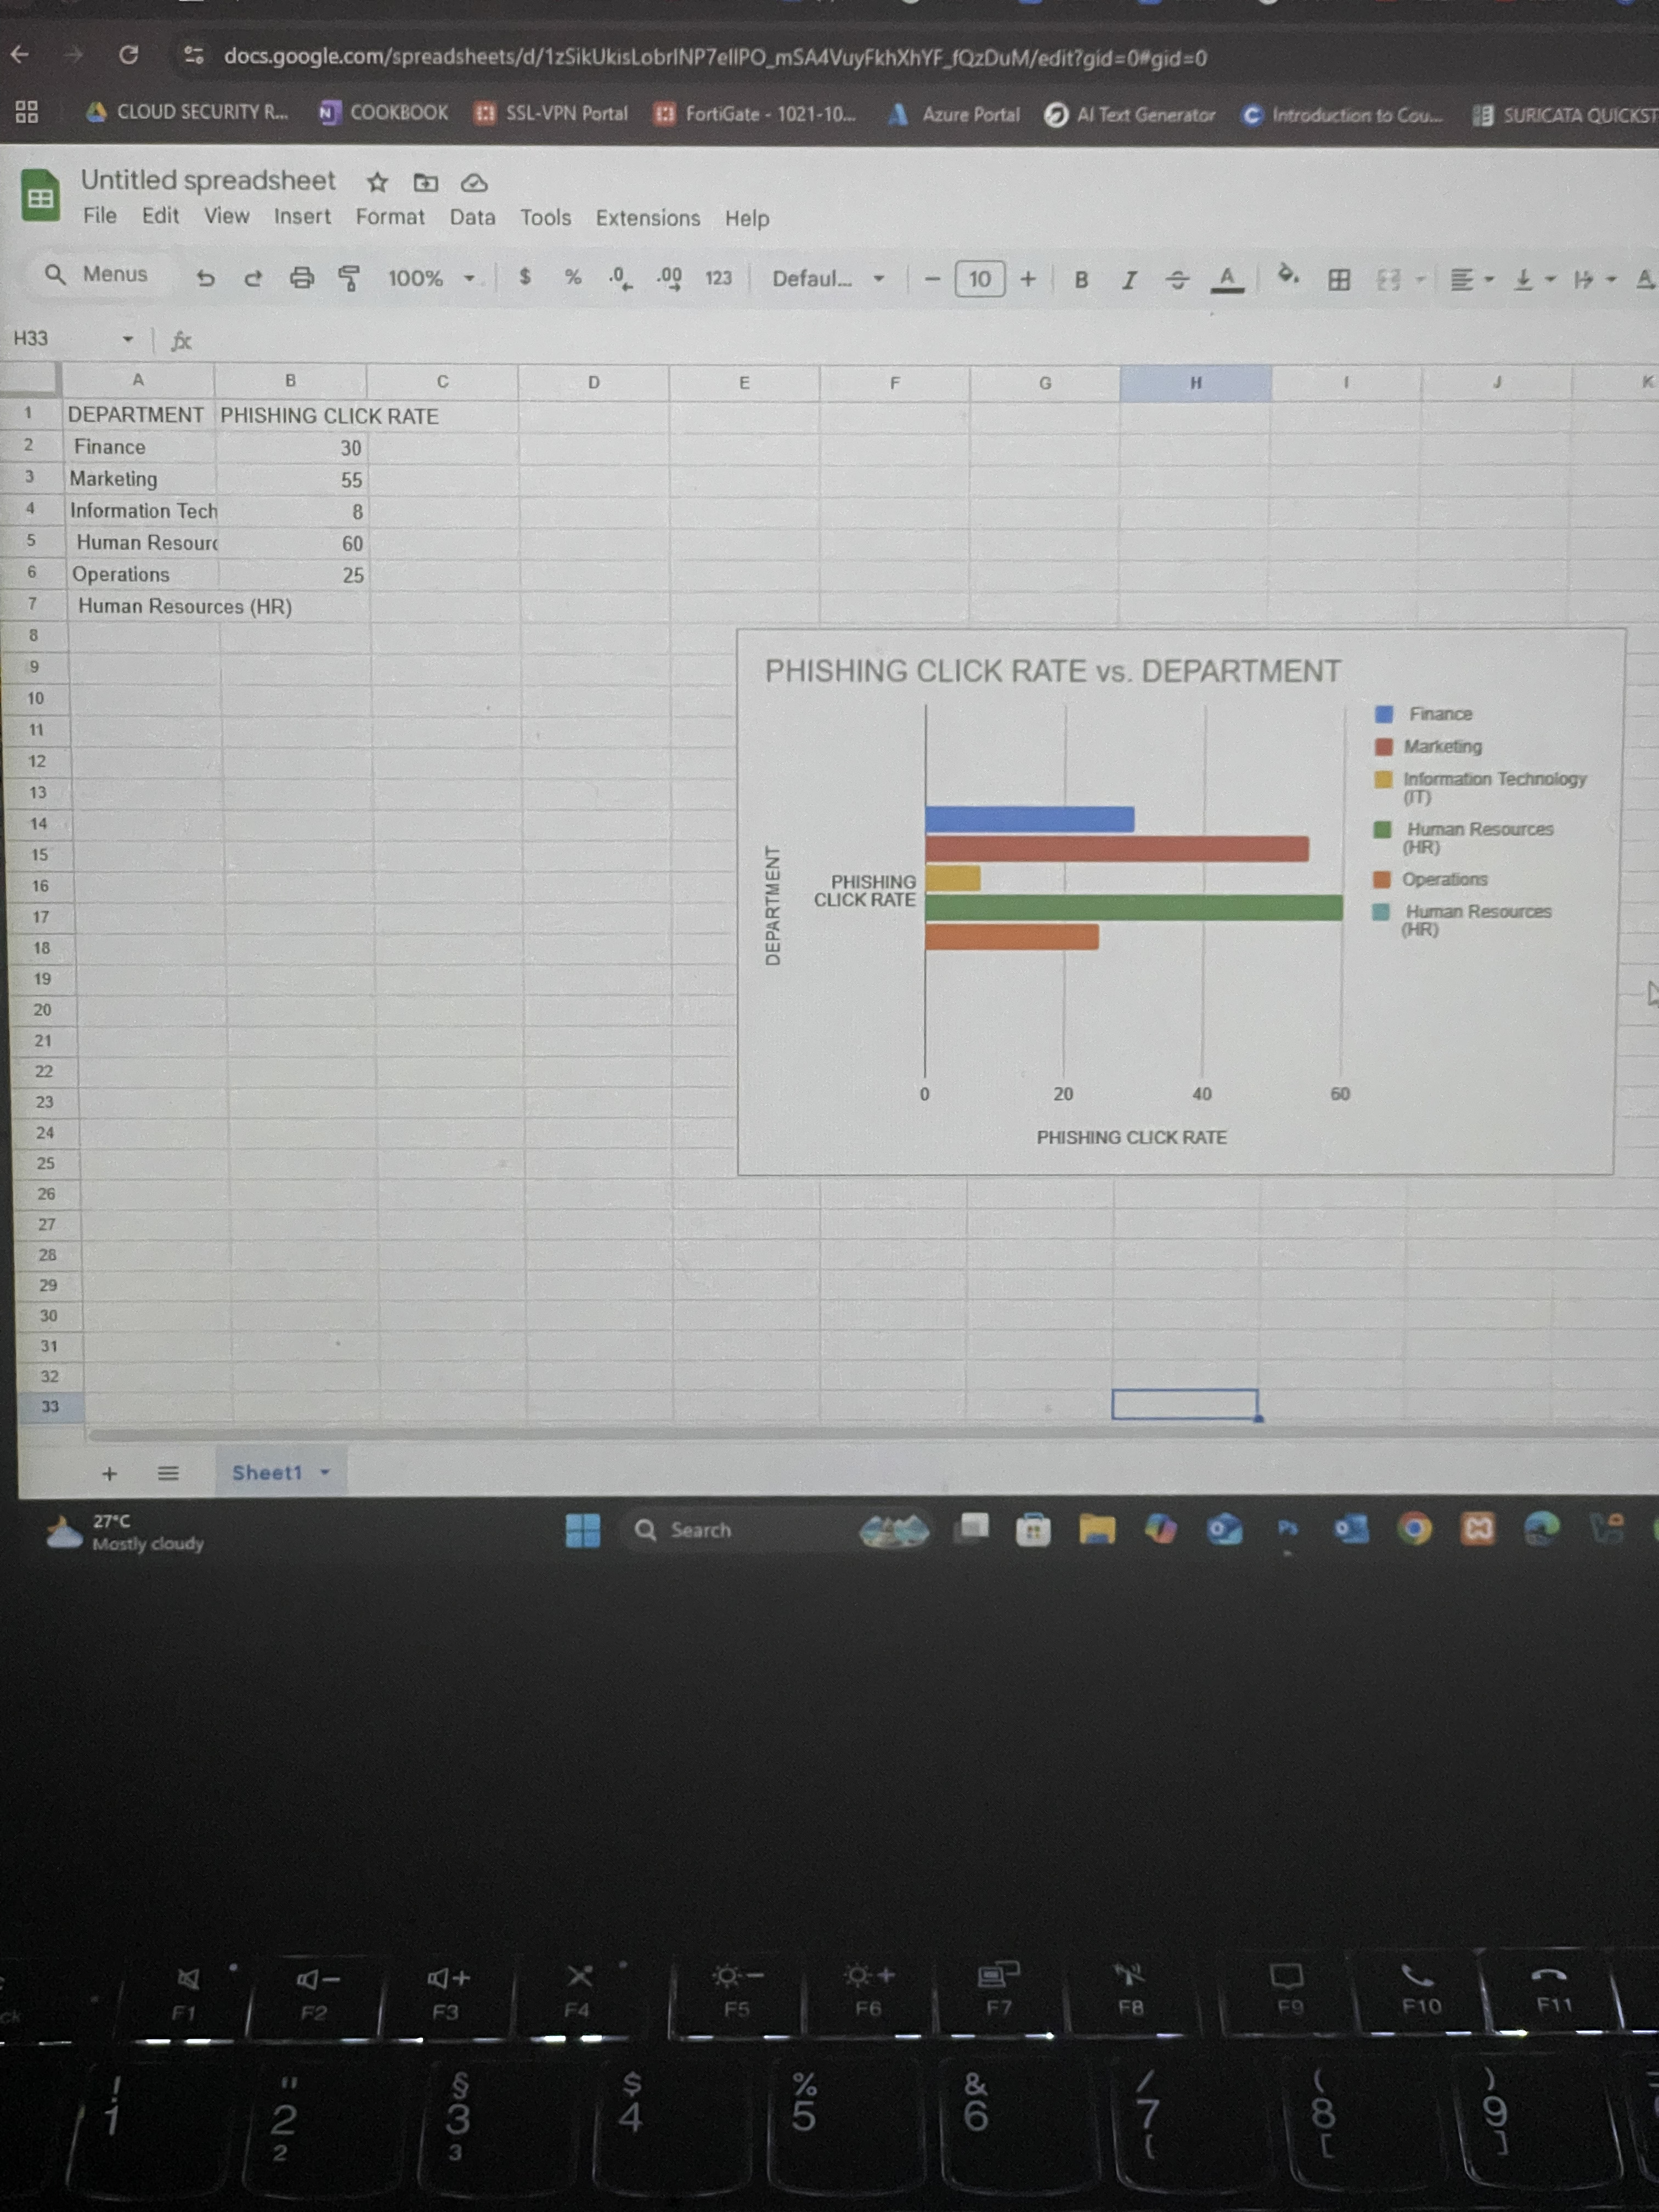 docs.google.com/spreadsheets/d/1zSikUkisLobrlNP7ellPO_mSA4VuyFkhXhYF_fQzDuM/edit?gid=0#gid=0
CLOUD SECURITY R... COOKBOOK SSL-VPN Portal FortiGate - 1021-10... Azure Portal AI Text Generator Introduction to Cou... SURICATA QUICKST
Untitled spreadsheet
File Edit View Insert Format Data Tools Extensions Help
Menus 100% $ % .0 .00 123 Defaul... − 10 + B I S A A
H33 fx
A B C D E F G H I J K
1 DEPARTMENT PHISHING CLICK RATE
2 Finance 30
3 Marketing 55
4 Information Tech 8
5 Human Resourc 60
6 Operations 25
7 Human Resources (HR)
8
9
10
11
12
13
14
15
16
17
18
19
20
21
22
23
24
25
26
27
28
29
30
31
32
33
PHISHING CLICK RATE vs. DEPARTMENT
Finance
Marketing
Information Technology
(IT)
Human Resources
(HR)
Operations
Human Resources
(HR)
DEPARTMENT
PHISHING
CLICK RATE
0 20 40 60
PHISHING CLICK RATE
+ Sheet1
27°C
Mostly cloudy
Search
Ps
F1 F2 F3 F4 F5 F6 F7 F8 F9 F10 F11
! " § $ % & / ( )
1 2 3 4 5 6 7 8 9
2 3 { [ ]